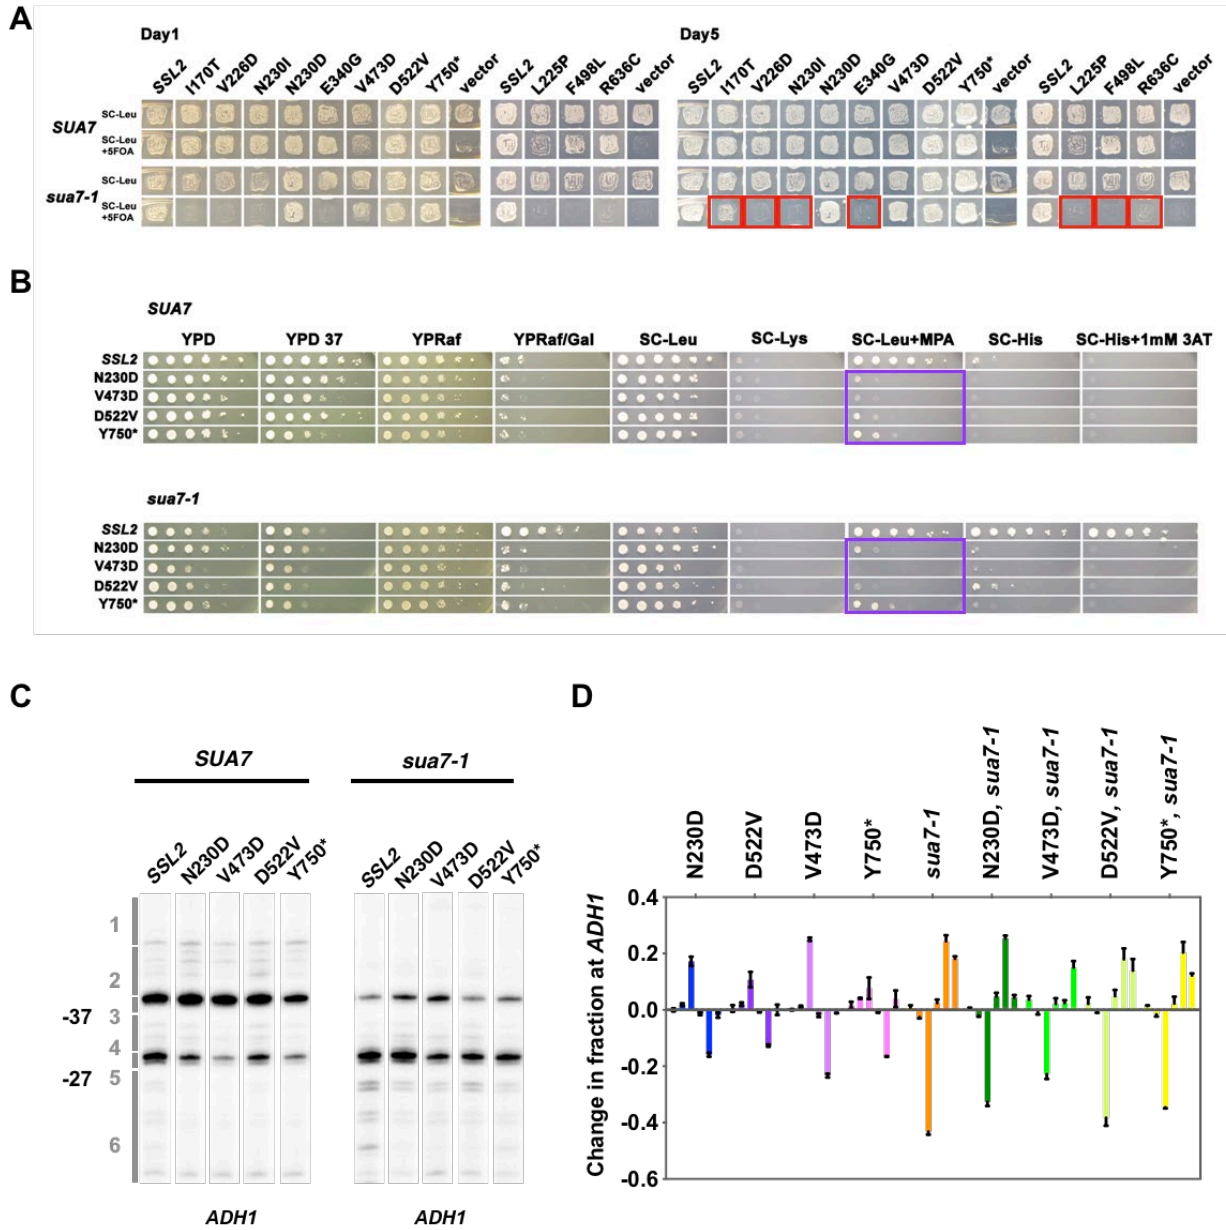 A
Day1
Day5
SSL2 I170T V226D N230I N230D E340G V473D D522V Y750* vector SSL2 L225P F498L R636C vector
SSL2 I170T V226D N230I N230D E340G V473D D522V Y750* vector SSL2 L225P F498L R636C vector
SUA7
SC-Leu
SC-Leu
+5FOA
sua7-1
SC-Leu
SC-Leu
+5FOA
B
SUA7
YPD YPD 37 YPRaf YPRaf/Gal SC-Leu SC-Lys SC-Leu+MPA SC-His SC-His+1mM 3AT
SSL2
N230D
V473D
D522V
Y750*
sua7-1
SSL2
N230D
V473D
D522V
Y750*
C
SUA7 sua7-1
SSL2 N230D V473D D522V Y750* SSL2 N230D V473D D522V Y750*
1
2
-37
3
4
-27
5
6
ADH1 ADH1
D
N230D D522V V473D Y750* sua7-1 N230D, sua7-1 V473D, sua7-1 D522V, sua7-1 Y750*, sua7-1
Change in fraction at ADH1
0.4
0.2
0.0
-0.2
-0.4
-0.6